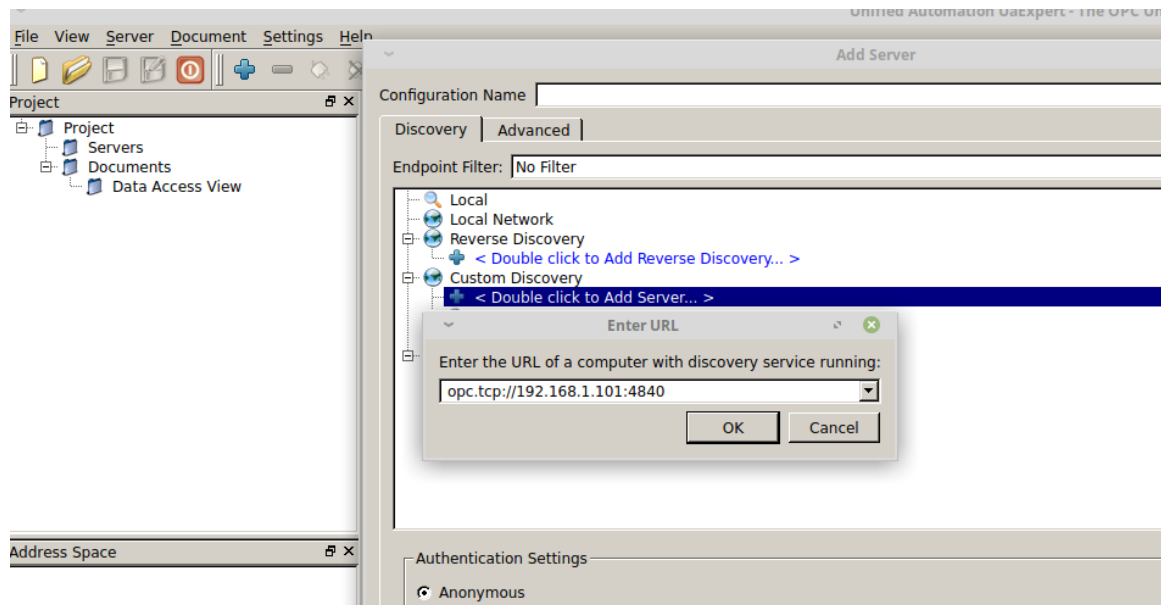 Unified Automation UaExpert - The OPC Un
File View Server Document Settings Help
Add Server
Project
Configuration Name
Project
Servers
Documents
Data Access View
Discovery Advanced
Endpoint Filter: No Filter
Local
Local Network
Reverse Discovery
< Double click to Add Reverse Discovery... >
Custom Discovery
< Double click to Add Server... >
Enter URL
Enter the URL of a computer with discovery service running:
opc.tcp://192.168.1.101:4840
OK Cancel
Address Space
Authentication Settings
Anonymous